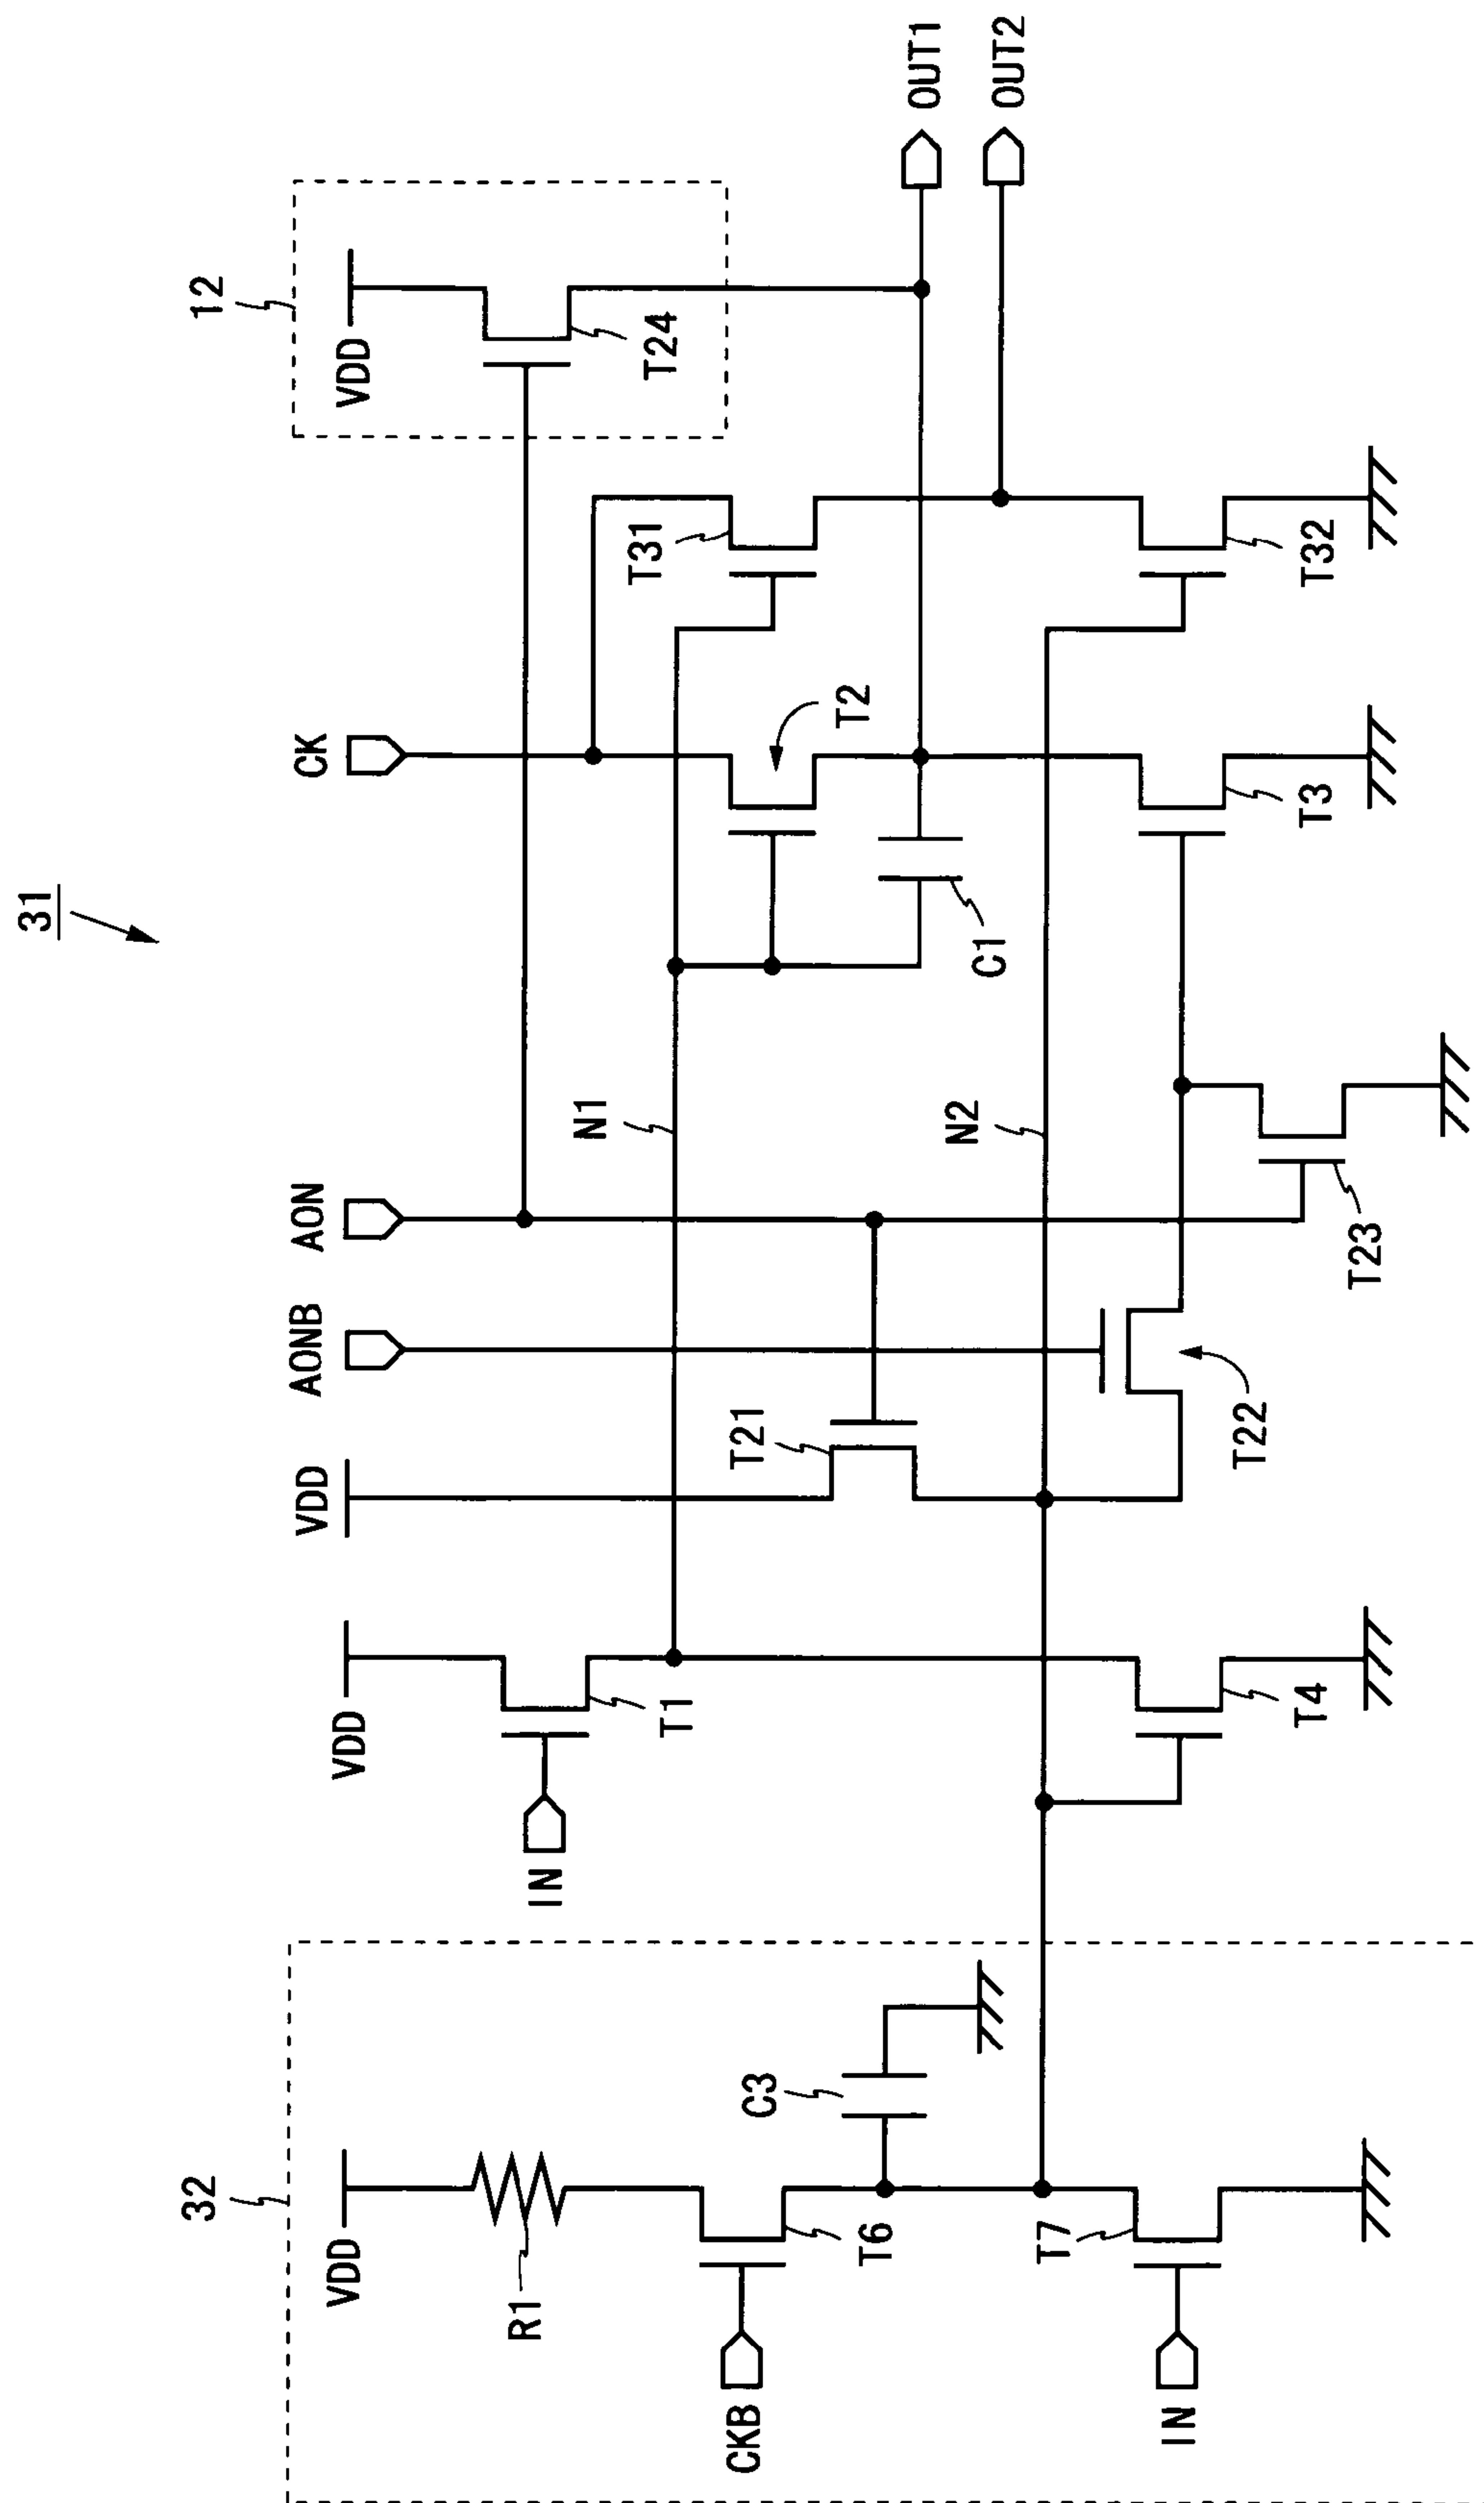 31
32
VDD
R1
CKB
T6
C3
T7
IN
VDD
IN
T1
T4
VDD
T21
AONB
AON
T22
T23
N1
N2
CK
T2
C1
T3
T31
T32
12
VDD
T24
OUT1
OUT2